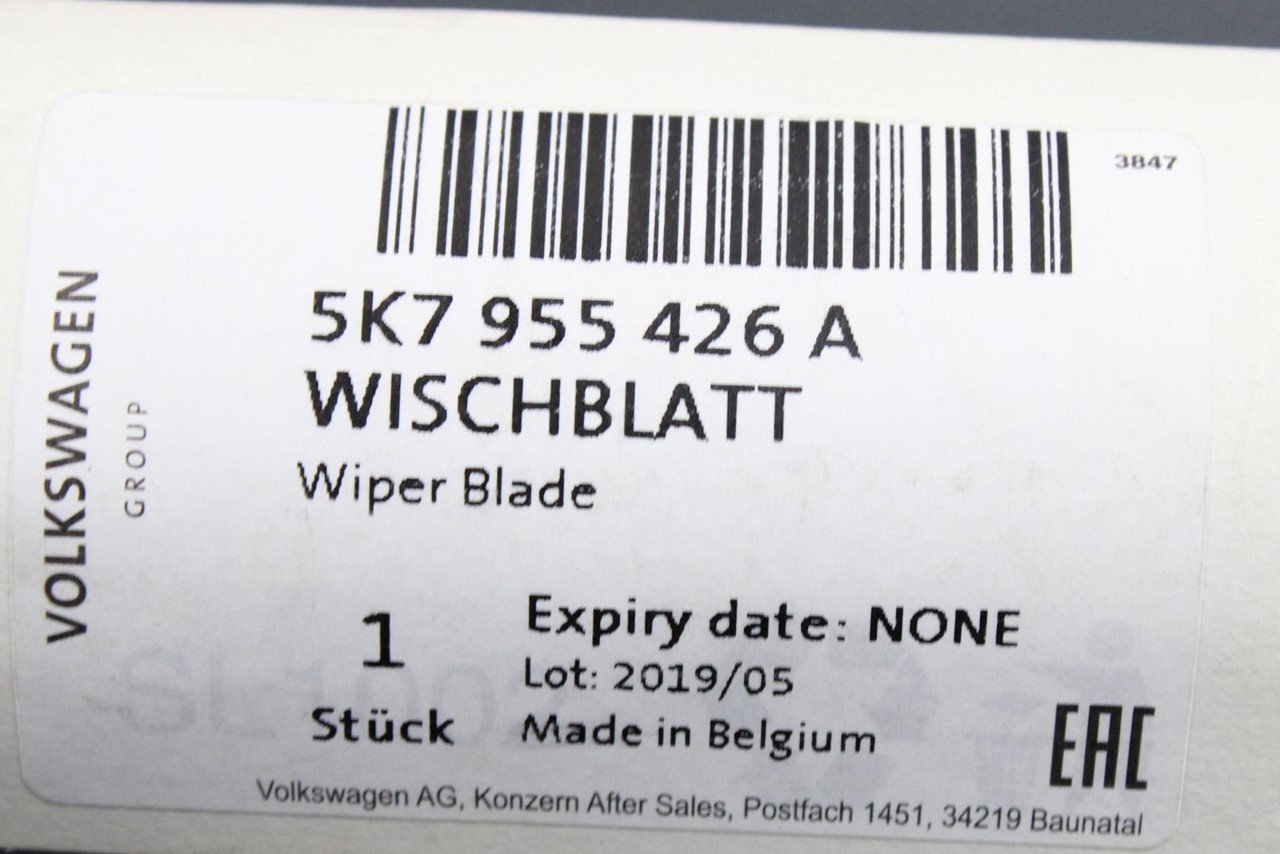 3847
VOLKSWAGEN
GROUP
5K7 955 426 A
WISCHBLATT
Wiper Blade
1
Stück
Expiry date: NONE
Lot: 2019/05
Made in Belgium
EAC
Volkswagen AG, Konzern After Sales, Postfach 1451, 34219 Baunatal